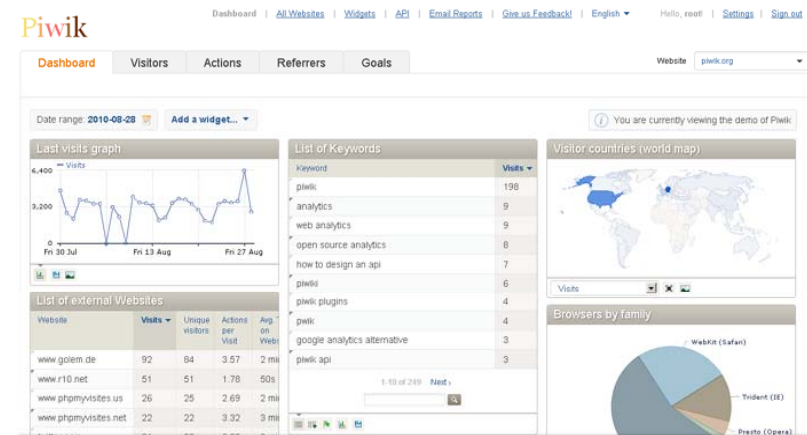 Dashboard | All Websites | Widgets | API | Email Reports | Give us Feedback! | English Hello, root! | Settings | Sign out
Piwik
Dashboard Visitors Actions Referrers Goals Website piwik.org
Date range: 2010-08-28 Add a widget... You are currently viewing the demo of Piwik
Last visits graph
Visits
6,400
3,200
0
Fri 30 Jul Fri 13 Aug Fri 27 Aug
List of external Websites
Website Visits Unique visitors Actions per Visit Avg. on
www.golem.de 92 84 3.57 2
www.r10.net 51 51 1.78 50s
www.phpmyvisites.us 26 25 2.69 2
www.phpmyvisites.net 22 22 3.32 3
List of Keywords
Keyword Visits
piwik 198
analytics 9
web analytics 9
open source analytics 8
how to design an api 7
piwiki 6
piwik plugins 4
pwik 4
google analytics alternative 3
piwik api 3
1-10 of 249 Next ›
Visitor countries (world map)
Visits
Browsers by family
WebKit (Safari)
Trident (IE)
Presto (Opera)